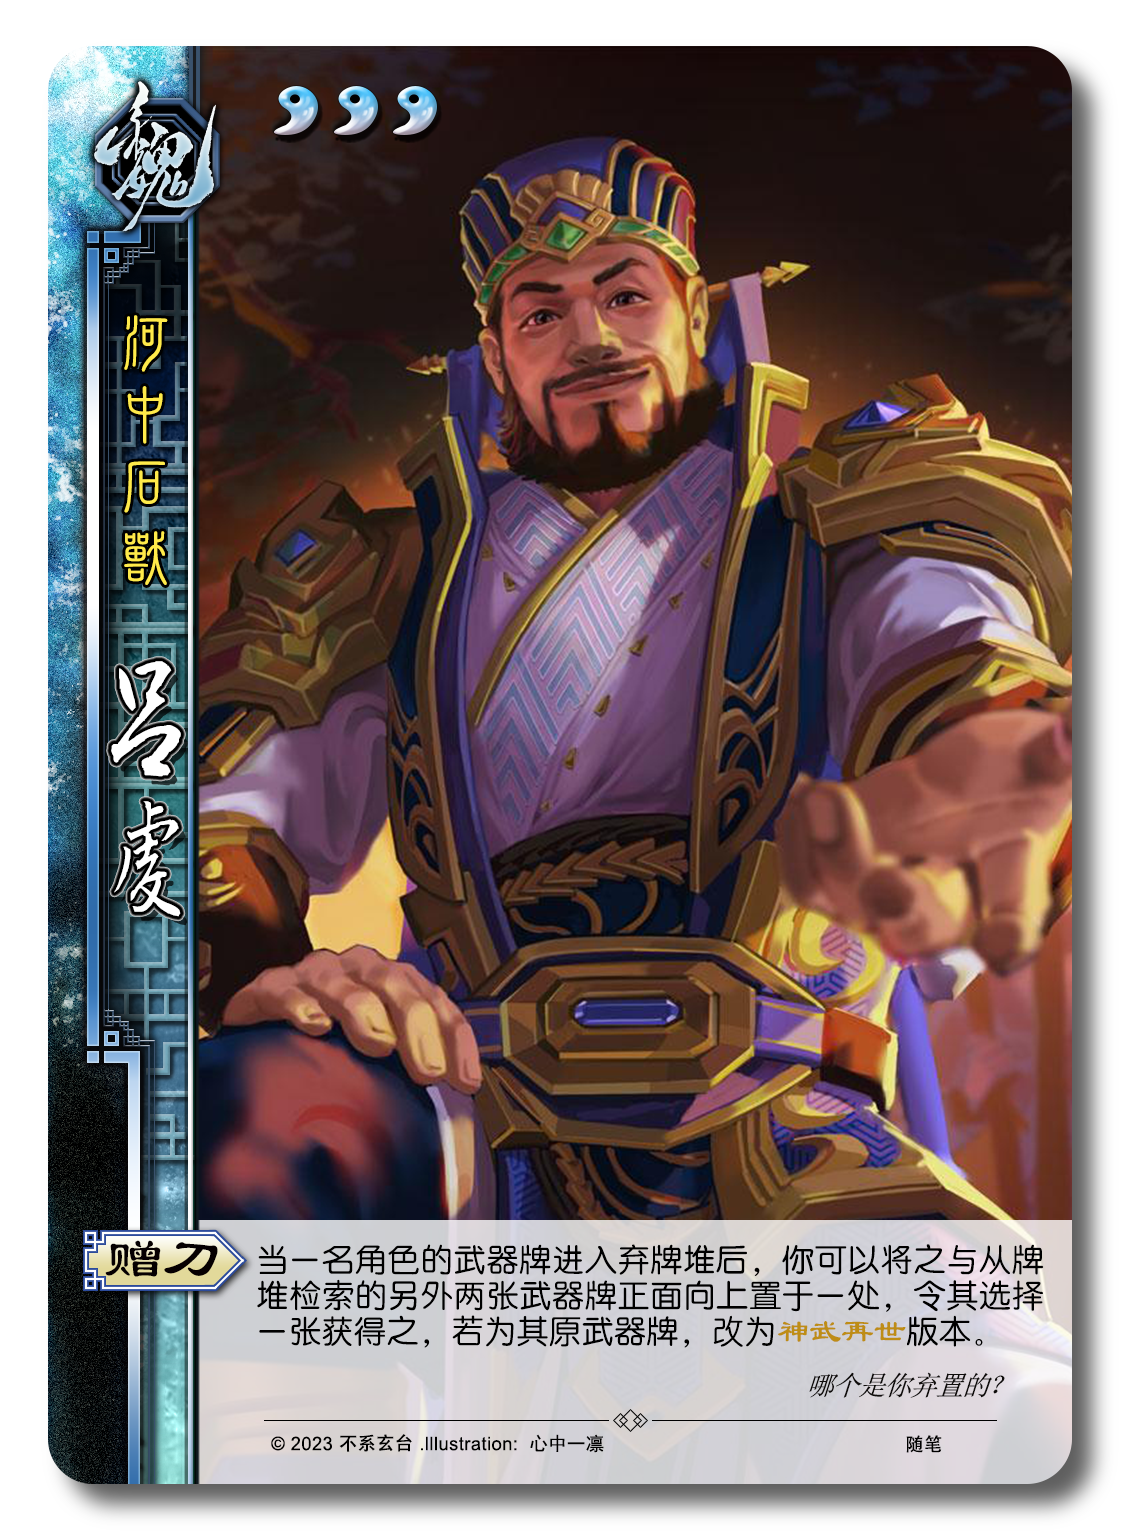 魏
河中石獸
呂虔
赠刀
当一名角色的武器牌进入弃牌堆后，你可以将之与从牌
堆检索的另外两张武器牌正面向上置于一处，令其选择
一张获得之，若为其原武器牌，改为神武再世版本。
哪个是你弃置的？
© 2023 不系玄台 .Illustration: 心中一凛
随笔